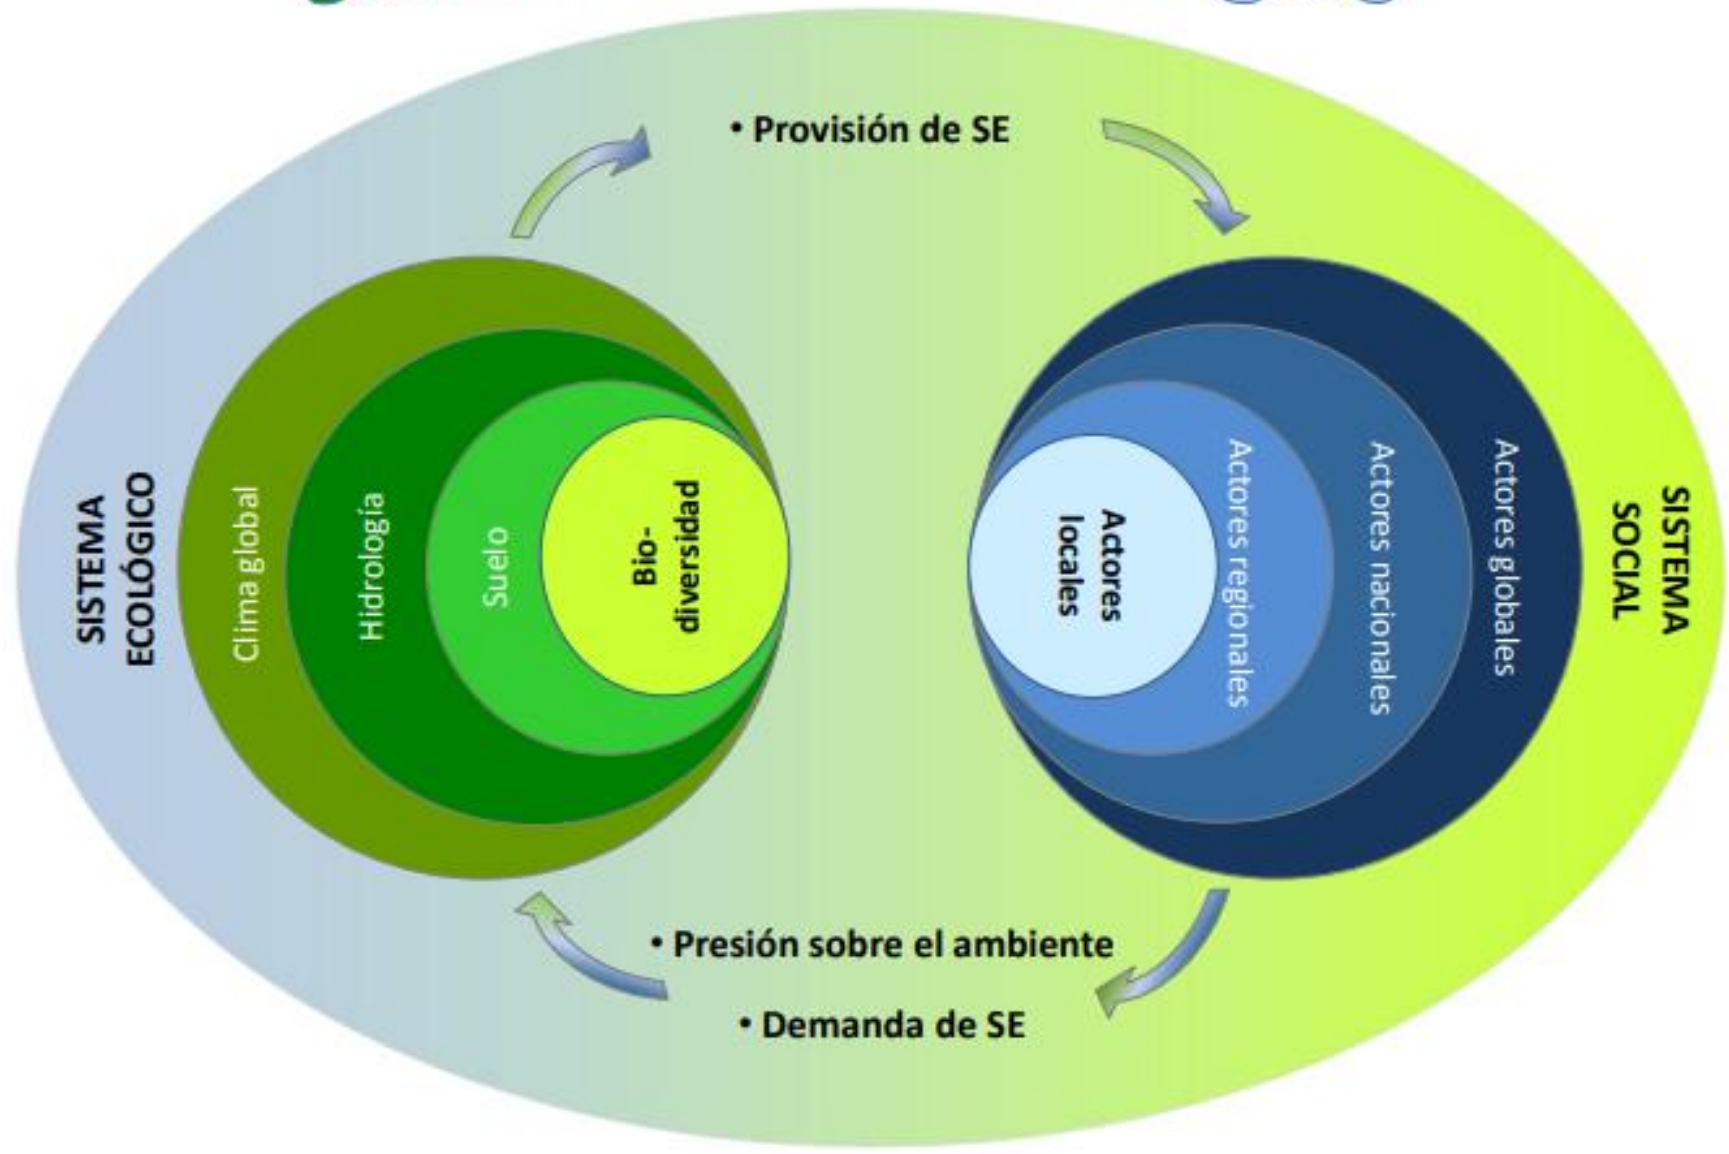 • Provisión de SE
SISTEMA
ECOLÓGICO
Clima global
Hidrología
Suelo
Bio-
diversidad
Actores
locales
Actores regionales
Actores nacionales
Actores globales
SISTEMA
SOCIAL
• Presión sobre el ambiente
• Demanda de SE